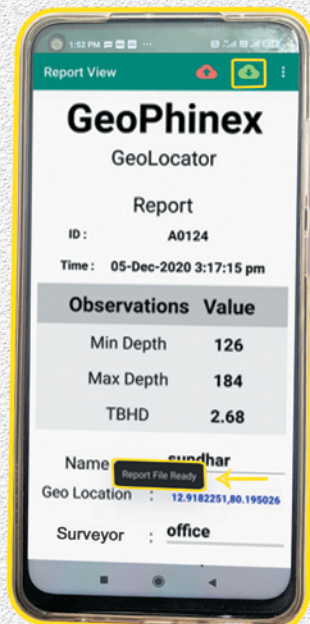 1:52 PM
Report View
GeoPhinex
GeoLocator
Report
ID : A0124
Time : 05-Dec-2020 3:17:15 pm
Observations Value
Min Depth 126
Max Depth 184
TBHD 2.68
Name sundhar
Report File Ready
Geo Location : 12.9182251,80.195026
Surveyor : office